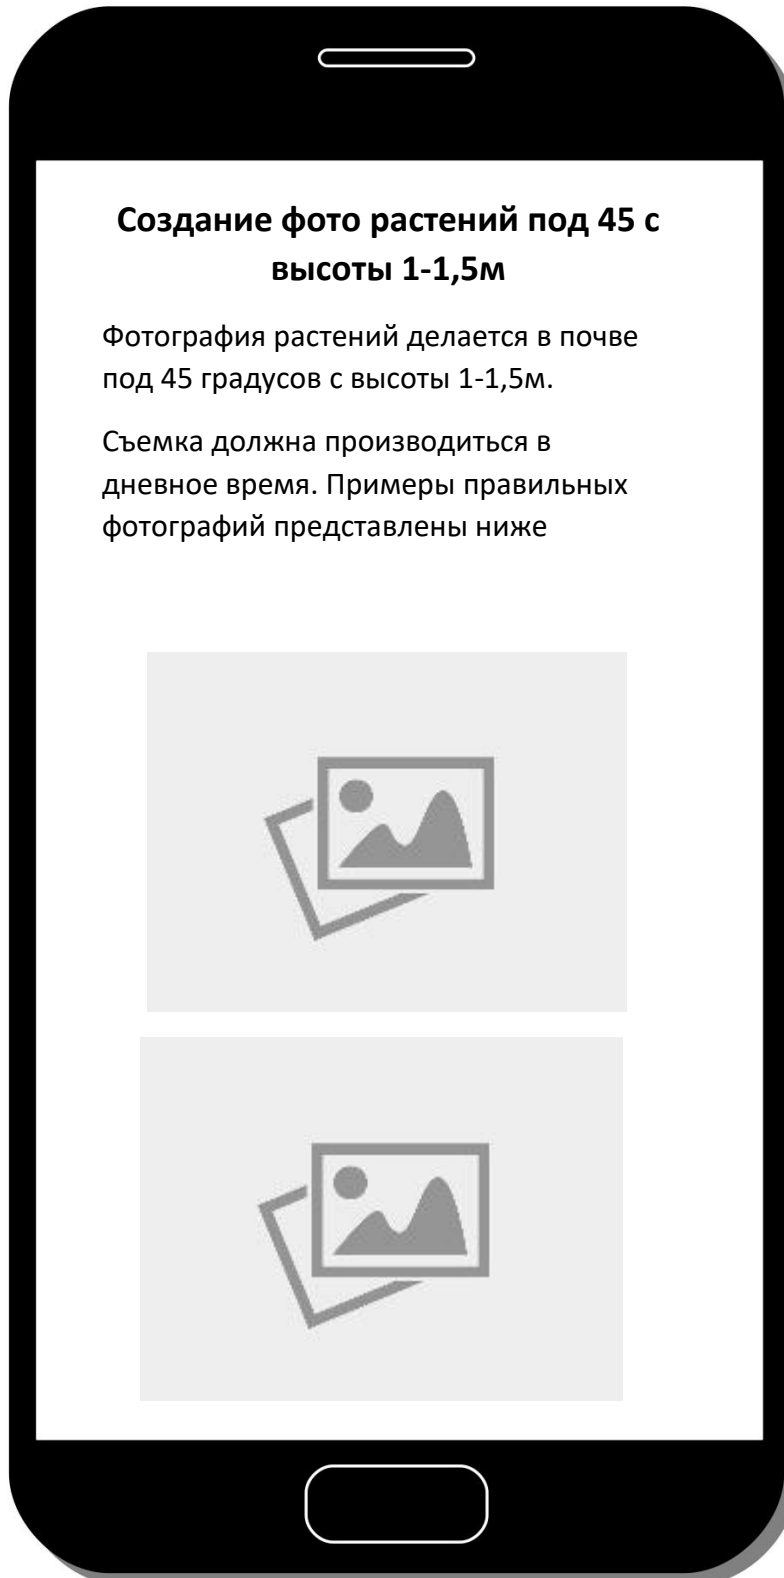 Создание фото растений под 45 с
высоты 1-1,5м
Фотография растений делается в почве
под 45 градусов с высоты 1-1,5м.
Съемка должна производиться в
дневное время. Примеры правильных
фотографий представлены ниже